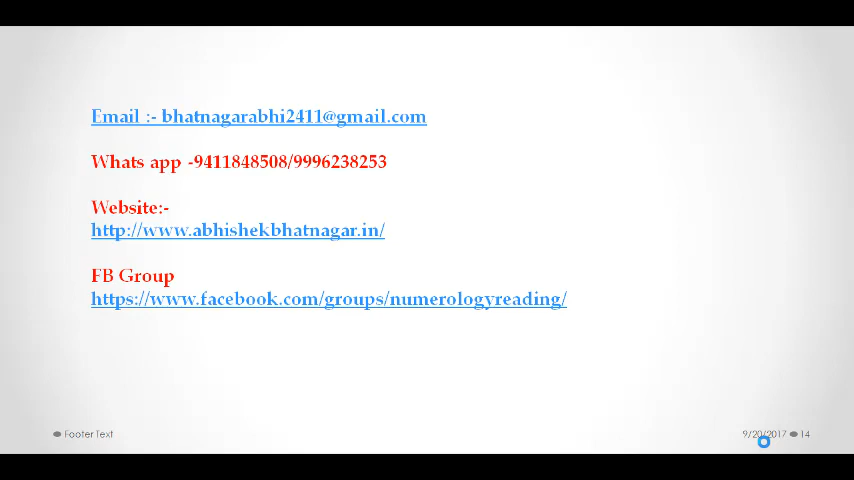 Email :- bhatnagarabhi2411@gmail.com
Whats app -9411848508/9996238253
Website:-
http://www.abhishekbhatnagar.in/
FB Group
https://www.facebook.com/groups/numerologyreading/
Footer Text
9/20/2017 14